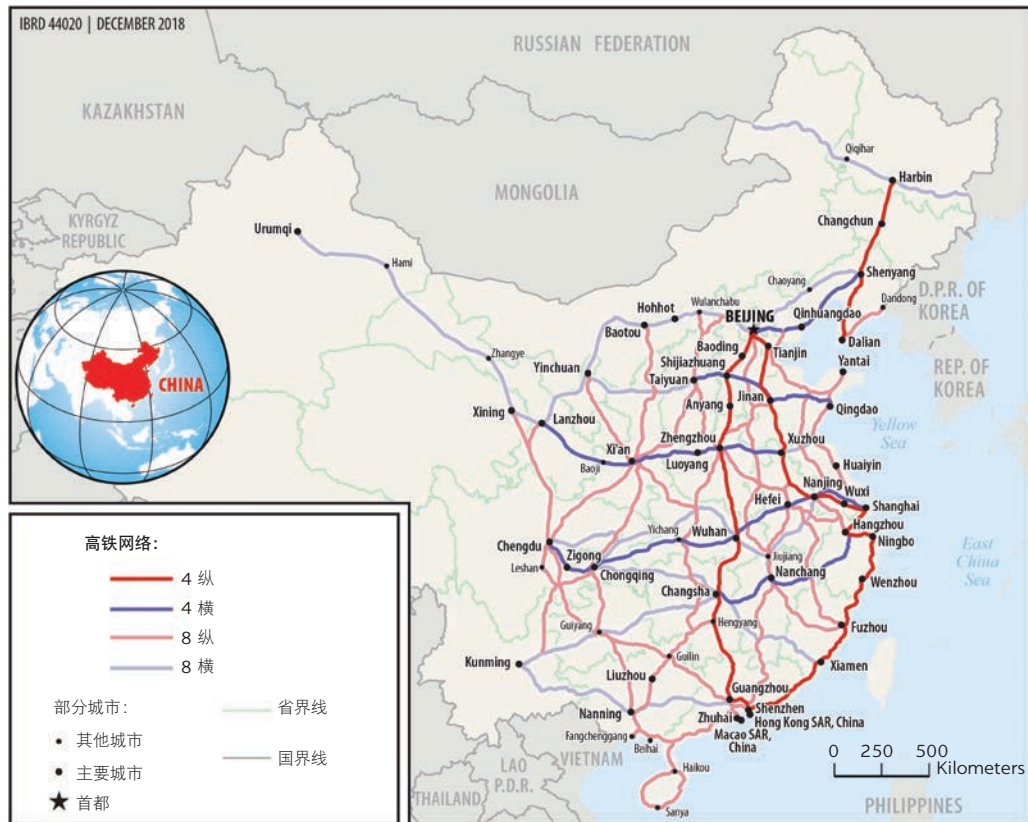 IBRD 44020 | DECEMBER 2018
RUSSIAN FEDERATION
KAZAKHSTAN
MONGOLIA
KYRGYZ
REPUBLIC
Qiqihar
Harbin
Changchun
Urumqi
Hami
Shenyang
Chaoyang
Dandong
D.P.R. OF
KOREA
Wulanchabu
Hohhot
BEIJING
Qinhuangdao
Baotou
Dalian
Baoding
Tianjin
Yantai
Zhangye
Shijiazhuang
REP. OF
KOREA
Yinchuan
Taiyuan
CHINA
Jinan
Xining
Anyang
Qingdao
Lanzhou
Yellow
Sea
Zhengzhou
Xuzhou
Xi'an
Baoji
Luoyang
Huaiyin
Nanjing
Wuxi
Hefei
Shanghai
Yichang
Wuhan
Hangzhou
Chengdu
Ningbo
Zigong
Jiujiang
East
China
Sea
Leshan
Chongqing
Nanchang
Wenzhou
Changsha
Guiyang
Hengyang
Fuzhou
Kunming
Guilin
Xiamen
Liuzhou
Guangzhou
Nanning
Shenzhen
Zhuhai
Hong Kong SAR, China
Fangchenggang
Macao SAR,
China
Beihai
VIETNAM
LAO
P.D.R.
Haikou
THAILAND
Sanya
PHILIPPINES
0 250 500
Kilometers
高铁网络：
4 纵
4 横
8 纵
8 横
部分城市：
其他城市
主要城市
首都
省界线
国界线